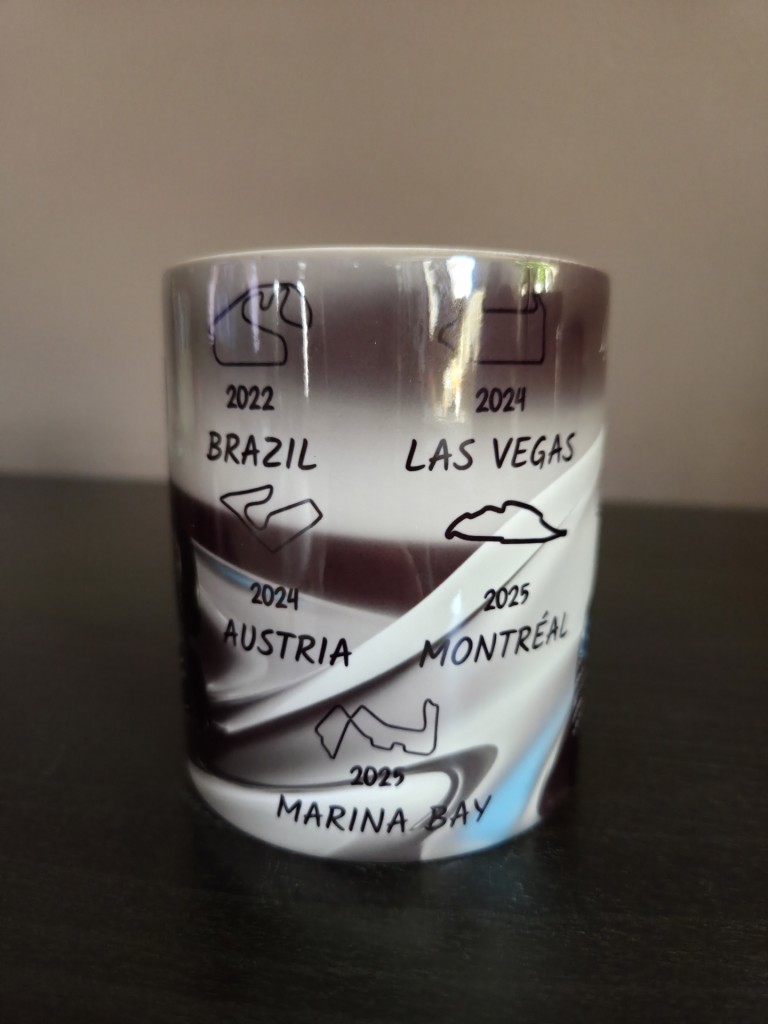 2022
BRAZIL
2024
LAS VEGAS
2024
AUSTRIA
2025
MONTRÉAL
2025
MARINA BAY